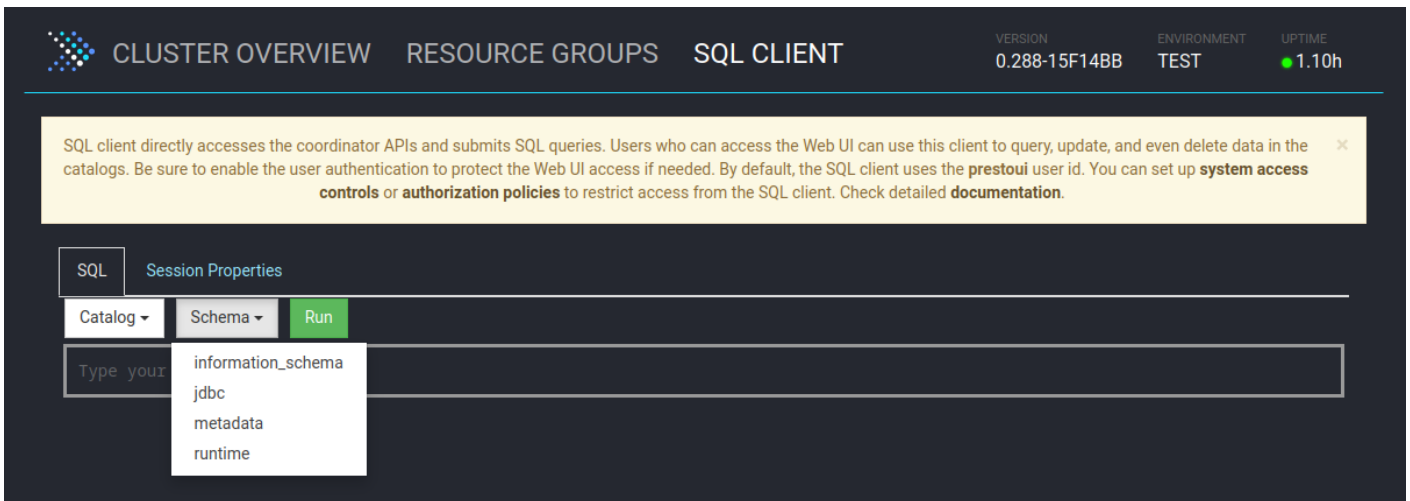 CLUSTER OVERVIEW RESOURCE GROUPS SQL CLIENT
VERSION ENVIRONMENT UPTIME
0.288-15F14BB TEST 1.10h
SQL client directly accesses the coordinator APIs and submits SQL queries. Users who can access the Web UI can use this client to query, update, and even delete data in the ×
catalogs. Be sure to enable the user authentication to protect the Web UI access if needed. By default, the SQL client uses the prestoui user id. You can set up system access
controls or authorization policies to restrict access from the SQL client. Check detailed documentation.
SQL Session Properties
Catalog Schema Run
Type your
information_schema
jdbc
metadata
runtime